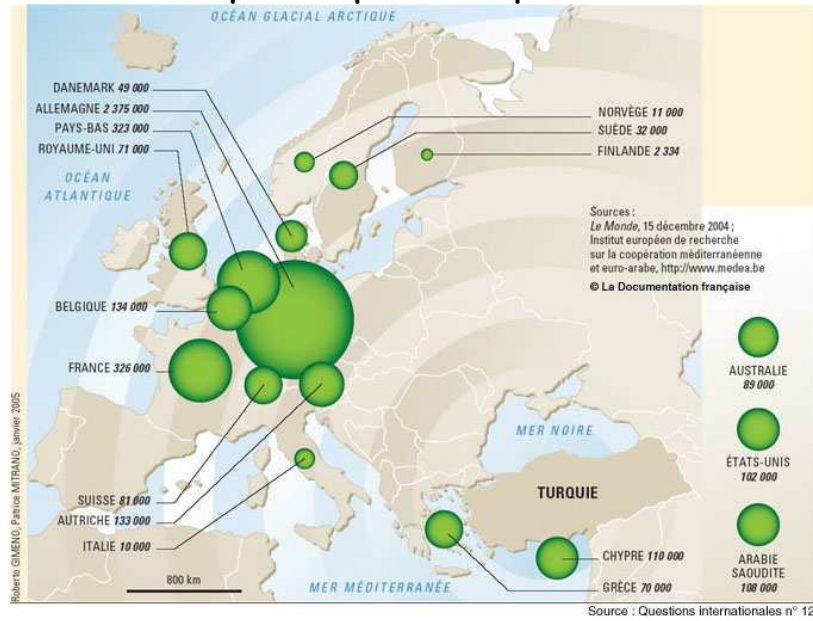 OCÉAN GLACIAL ARCTIQUE
DANEMARK 49 000
ALLEMAGNE 2 375 000
PAYS-BAS 323 000
ROYAUME-UNI 71 000
OCÉAN
ATLANTIQUE
NORVÈGE 11 000
SUÈDE 32 000
FINLANDE 2 334
Sources :
Le Monde, 15 décembre 2004 ;
Institut européen de recherche
sur la coopération méditerranéenne
et euro-arabe, http://www.medea.be
© La Documentation française
BELGIQUE 134 000
FRANCE 326 000
AUSTRALIE
89 000
MER NOIRE
ÉTATS-UNIS
102 000
TURQUIE
SUISSE 81 000
AUTRICHE 133 000
ITALIE 10 000
CHYPRE 110 000
GRÈCE 70 000
ARABIE
SAOUDITE
108 000
800 km
MER MÉDITERRANÉE
Roberto GIMENO, Patrice MITRANO, janvier 2005
Source : Questions internationales n° 12